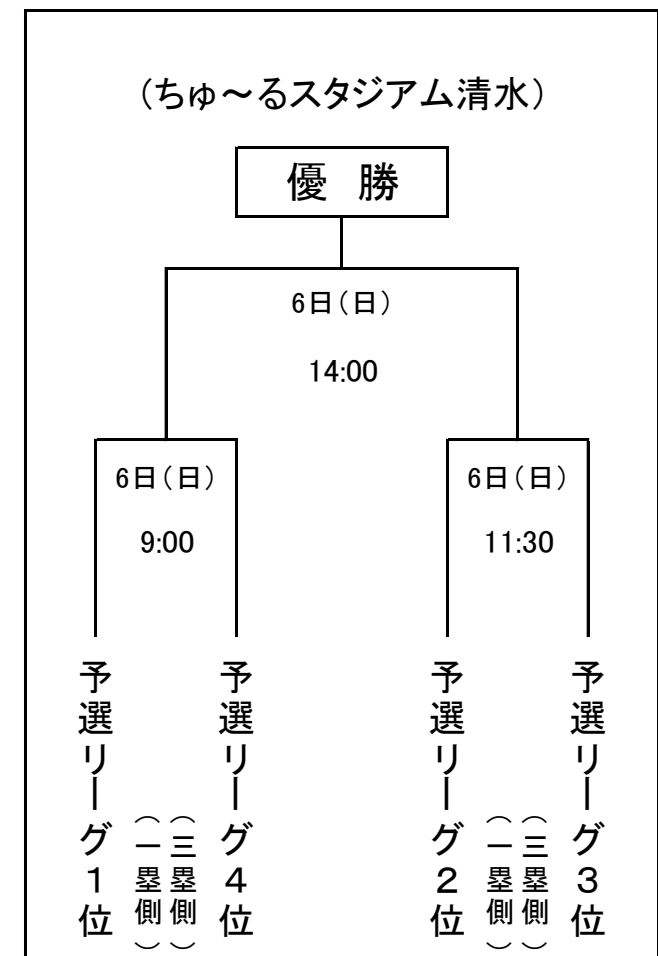 (ちゅ～るスタジアム清水)
優 勝
6日(日)
14:00
6日(日)
9:00
6日(日)
11:30
予選リーグ1位
(一塁側)
(三塁側)
予選リーグ4位
予選リーグ2位
(一塁側)
(三塁側)
予選リーグ3位